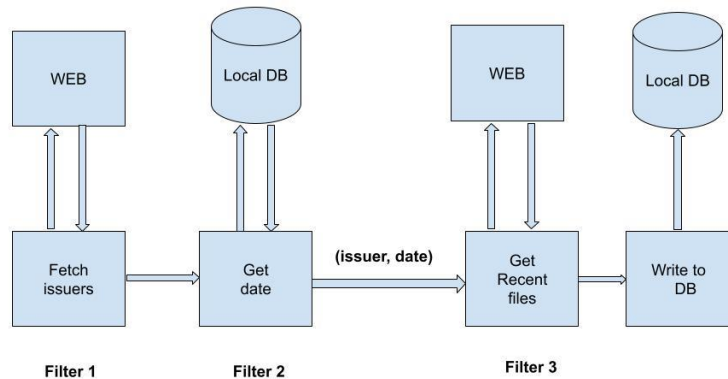 WEB
Local DB
WEB
Local DB
Fetch
issuers
Get
date
(issuer, date)
Get
Recent
files
Write to
DB
Filter 1
Filter 2
Filter 3